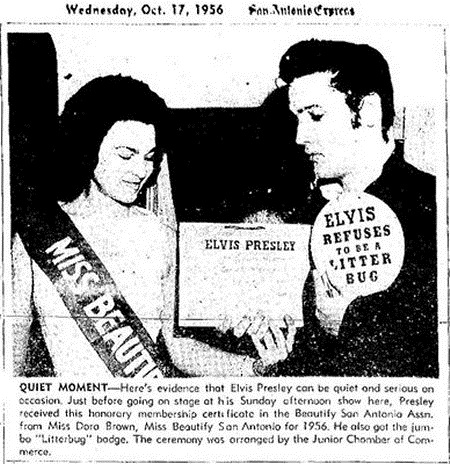 Wednesday, Oct. 17, 1956 San Antonio Express
MISS BEAUTI
ELVIS PRESLEY
ELVIS
REFUSES
TO BE A
LITTER
BUG
QUIET MOMENT—Here's evidence that Elvis Presley can be quiet and serious on
occasion. Just before going on stage at his Sunday afternoon show here, Presley
received this honorary membership certificate in the Beautify San Antonio Assn.
from Miss Dora Brown, Miss Beautify San Antonio for 1956. He also got the jum-
bo "Litterbug" badge. The ceremony was arranged by the Junior Chamber of Com-
merce.